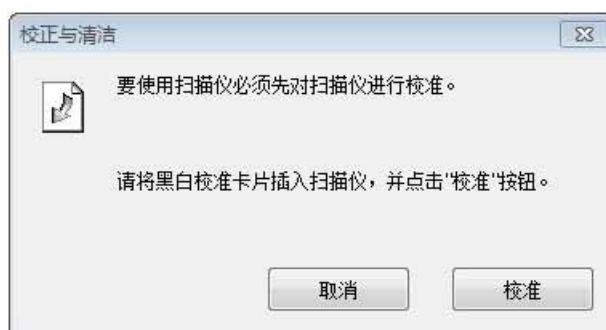 校正与清洁
要使用扫描仪必须先对扫描仪进行校准。
请将黑白校准卡片插入扫描仪，并点击"校准"按钮。
取消
校准